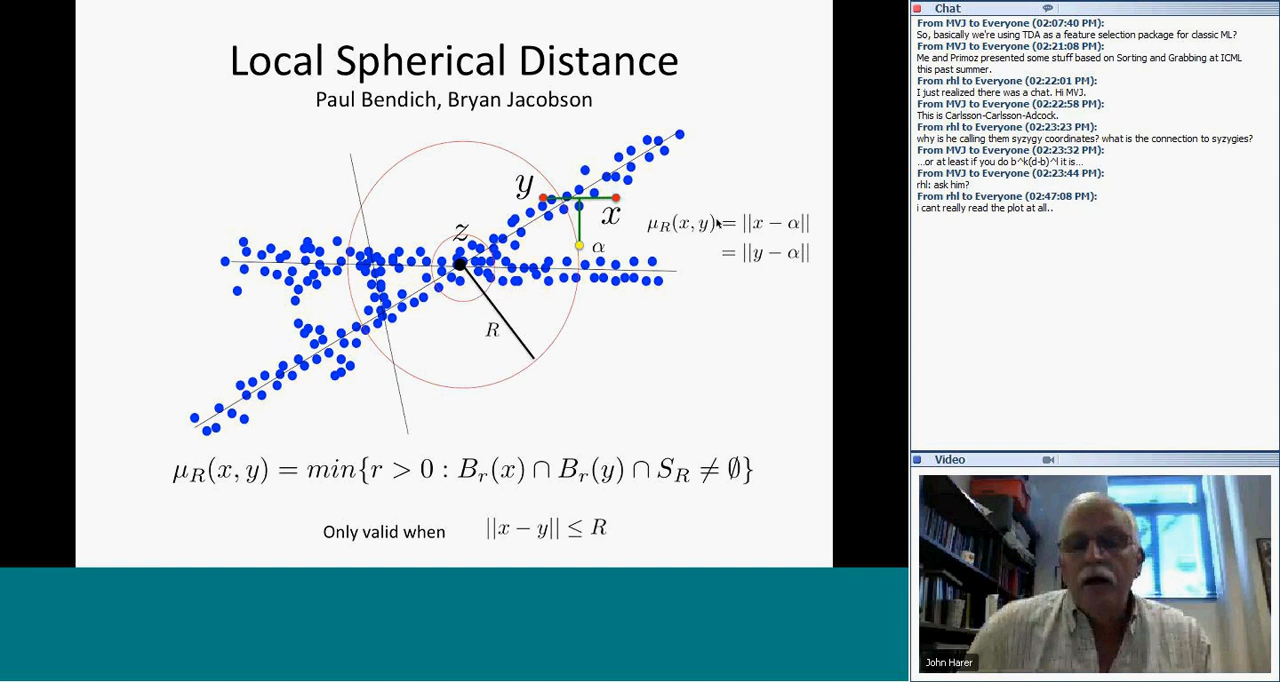 Local Spherical Distance
Paul Bendich, Bryan Jacobson
y
x
z
α
R
μ_R(x, y) = ||x − α||
= ||y − α||
μ_R(x, y) = min{r > 0 : B_r(x) ∩ B_r(y) ∩ S_R ≠ ∅}
Only valid when ||x − y|| ≤ R
Chat
From MVJ to Everyone (02:07:40 PM):
So, basically we're using TDA as a feature selection package for classic ML?
From MVJ to Everyone (02:21:08 PM):
Me and Primoz presented some stuff based on Sorting and Grabbing at ICML
this past summer.
From rhl to Everyone (02:22:01 PM):
I just realized there was a chat. Hi MVJ.
From MVJ to Everyone (02:22:58 PM):
This is Carlsson-Carlsson-Adcock.
From rhl to Everyone (02:23:23 PM):
why is he calling them syzygy coordinates? what is the connection to syzygies?
From MVJ to Everyone (02:23:32 PM):
...or at least if you do b^k(d-b)^l it is...
From MVJ to Everyone (02:23:44 PM):
rhl: ask him?
From rhl to Everyone (02:47:08 PM):
i cant really read the plot at all..
Video
John Harer